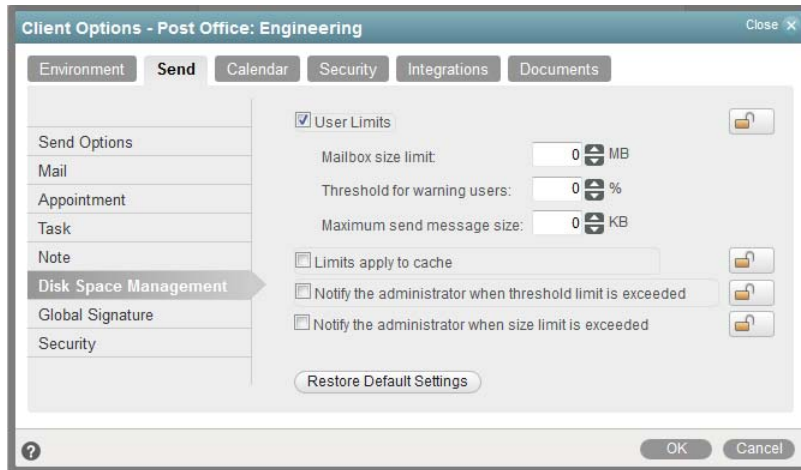 Client Options - Post Office: Engineering Close
Environment Send Calendar Security Integrations Documents
User Limits
Send Options
Mailbox size limit: 0 MB
Mail
Appointment
Threshold for warning users: 0 %
Task
Maximum send message size: 0 KB
Note
Limits apply to cache
Disk Space Management
Notify the administrator when threshold limit is exceeded
Global Signature
Notify the administrator when size limit is exceeded
Security
Restore Default Settings
? OK Cancel